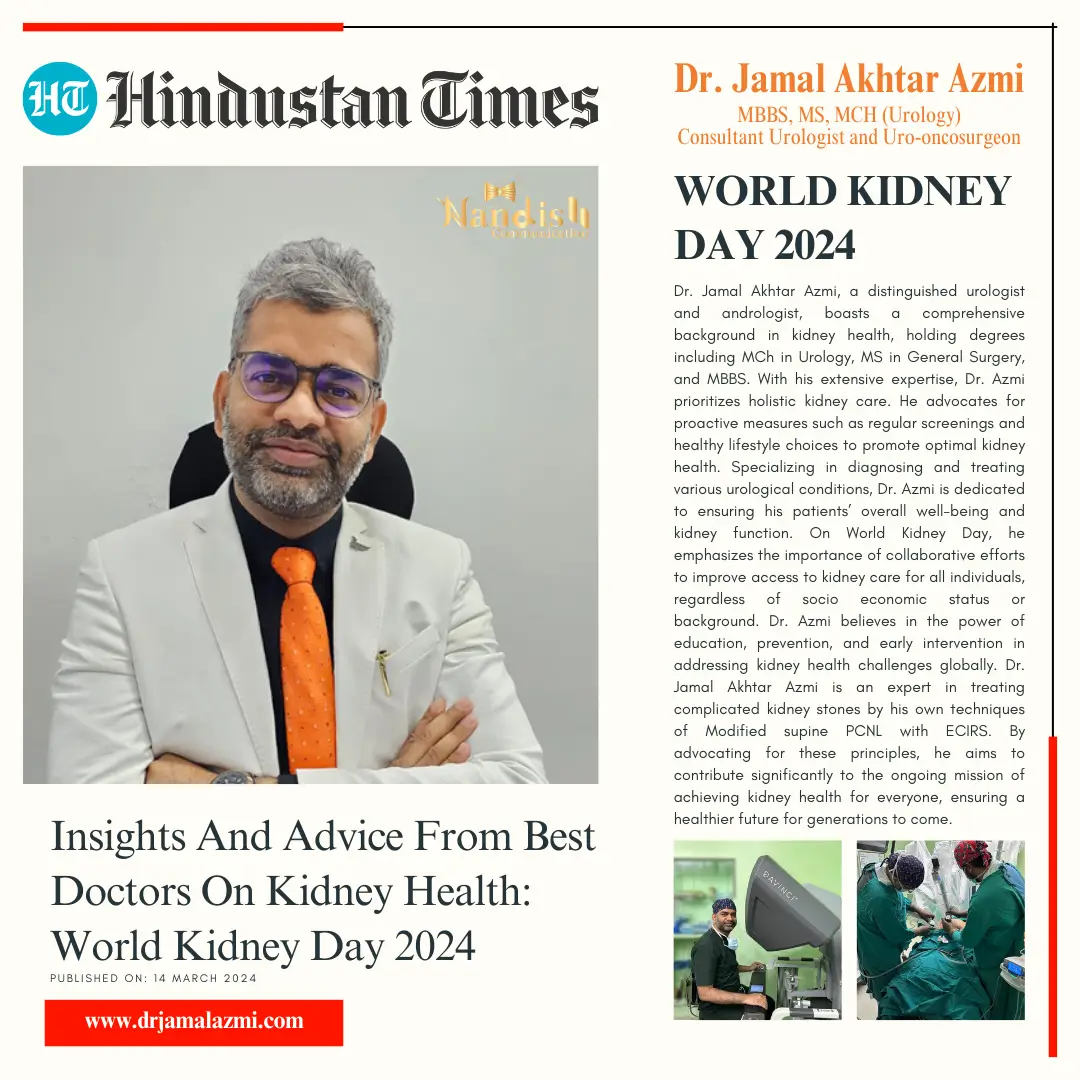 HT Hindustan Times
Nandish
Communication
Insights And Advice From Best
Doctors On Kidney Health:
World Kidney Day 2024
PUBLISHED ON: 14 MARCH 2024
www.drjamalazmi.com
Dr. Jamal Akhtar Azmi
MBBS, MS, MCH (Urology)
Consultant Urologist and Uro-oncosurgeon
WORLD KIDNEY
DAY 2024
Dr. Jamal Akhtar Azmi, a distinguished urologist
and andrologist, boasts a comprehensive
background in kidney health, holding degrees
including MCh in Urology, MS in General Surgery,
and MBBS. With his extensive expertise, Dr. Azmi
prioritizes holistic kidney care. He advocates for
proactive measures such as regular screenings and
healthy lifestyle choices to promote optimal kidney
health. Specializing in diagnosing and treating
various urological conditions, Dr. Azmi is dedicated
to ensuring his patients’ overall well-being and
kidney function. On World Kidney Day, he
emphasizes the importance of collaborative efforts
to improve access to kidney care for all individuals,
regardless of socio economic status or
background. Dr. Azmi believes in the power of
education, prevention, and early intervention in
addressing kidney health challenges globally. Dr.
Jamal Akhtar Azmi is an expert in treating
complicated kidney stones by his own techniques
of Modified supine PCNL with ECIRS. By
advocating for these principles, he aims to
contribute significantly to the ongoing mission of
achieving kidney health for everyone, ensuring a
healthier future for generations to come.
DAVINCI